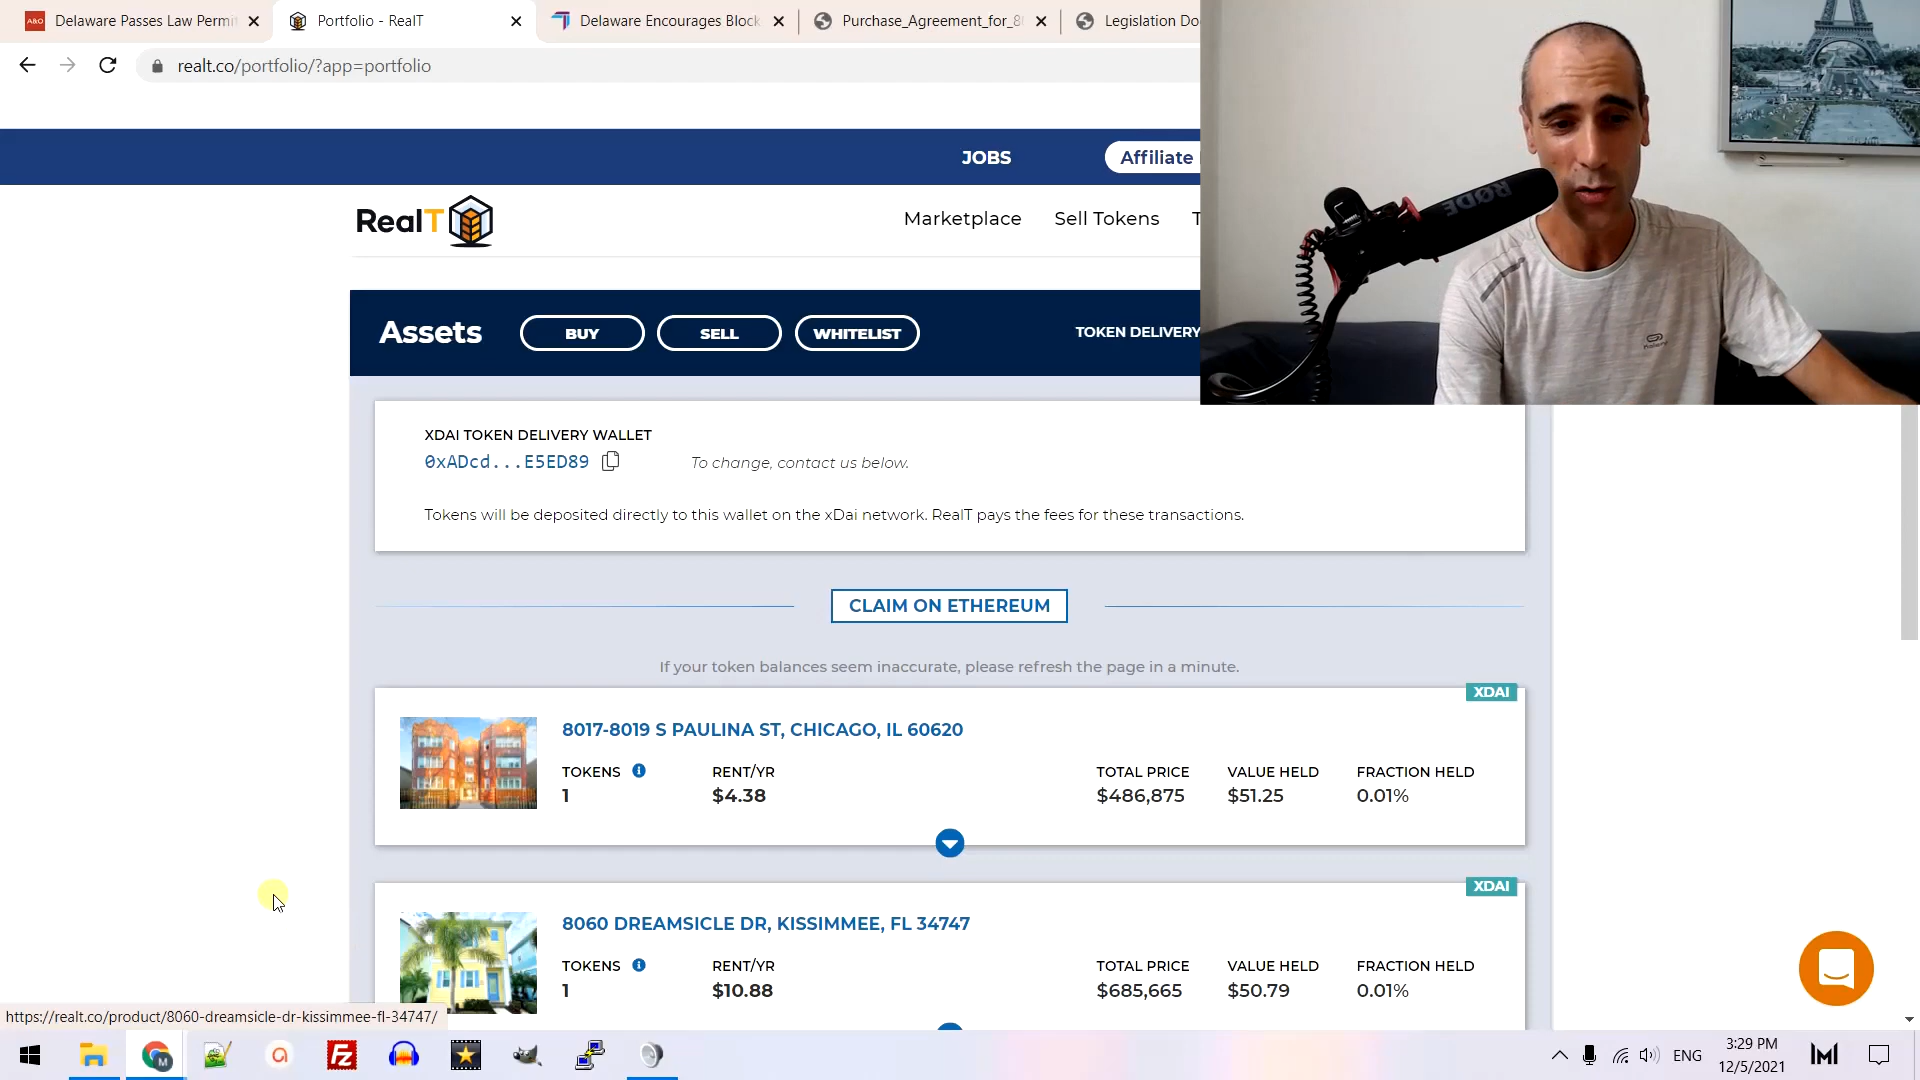 Delaware Passes Law Permi
Portfolio - RealT
Delaware Encourages Block
Purchase_Agreement_for_8
Legislation Do
realt.co/portfolio/?app=portfolio
JOBS
Affiliate
RealT
Marketplace
Sell Tokens
T
RØDE
Assets
BUY
SELL
WHITELIST
TOKEN DELIVERY
XDAI TOKEN DELIVERY WALLET
0xADcd...E5ED89
To change, contact us below.
Tokens will be deposited directly to this wallet on the xDai network. RealT pays the fees for these transactions.
CLAIM ON ETHEREUM
If your token balances seem inaccurate, please refresh the page in a minute.
XDAI
8017-8019 S PAULINA ST, CHICAGO, IL 60620
TOKENS RENT/YR TOTAL PRICE VALUE HELD FRACTION HELD
1 $4.38 $486,875 $51.25 0.01%
XDAI
8060 DREAMSICLE DR, KISSIMMEE, FL 34747
TOKENS RENT/YR TOTAL PRICE VALUE HELD FRACTION HELD
1 $10.88 $685,665 $50.79 0.01%
https://realt.co/product/8060-dreamsicle-dr-kissimmee-fl-34747/
ENG
3:29 PM
12/5/2021